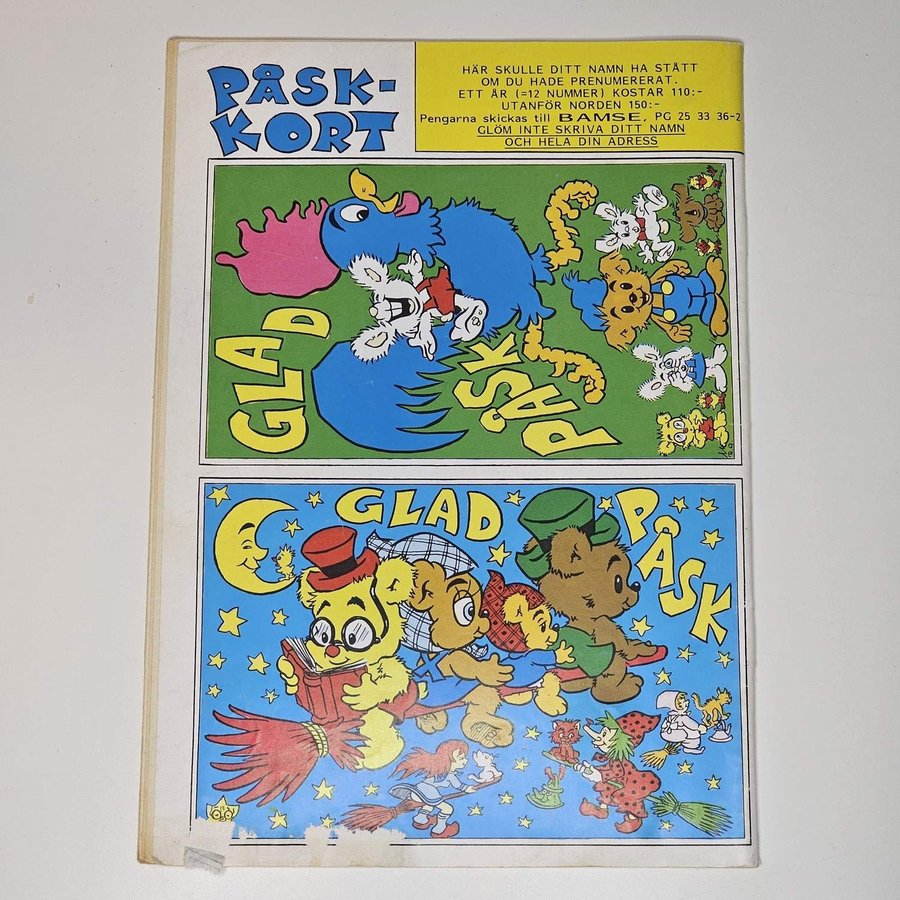 PÅSK-
KORT
HÄR SKULLE DITT NAMN HA STÅTT
OM DU HADE PRENUMERERAT.
ETT ÅR (=12 NUMMER) KOSTAR 110:-
UTANFÖR NORDEN 150:-
Pengarna skickas till BAMSE, PG 25 33 36-2
GLÖM INTE SKRIVA DITT NAMN
OCH HELA DIN ADRESS
GLAD
PÅSK
GLAD PÅSK